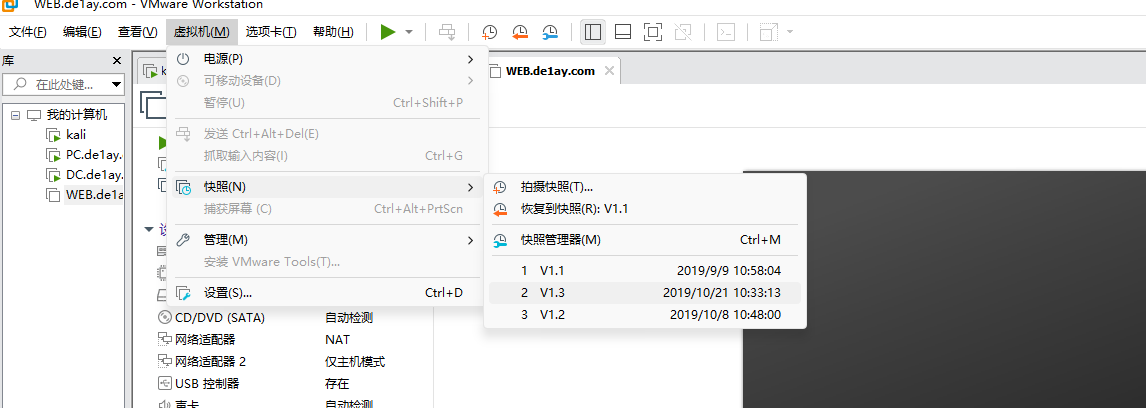 WEB.de1ay.com - VMware Workstation
文件(F) 编辑(E) 查看(V) 虚拟机(M) 选项卡(T) 帮助(H)
库
在此处键...
我的计算机
kali
PC.de1ay.
DC.de1ay.
WEB.de1a
WEB.de1ay.com
电源(P)
可移动设备(D)
暂停(U) Ctrl+Shift+P
发送 Ctrl+Alt+Del(E)
抓取输入内容(I) Ctrl+G
快照(N)
捕获屏幕 (C) Ctrl+Alt+PrtScn
管理(M)
安装 VMware Tools(T)...
设置(S)... Ctrl+D
拍摄快照(T)...
恢复到快照(R): V1.1
快照管理器(M) Ctrl+M
1 V1.1 2019/9/9 10:58:04
2 V1.3 2019/10/21 10:33:13
3 V1.2 2019/10/8 10:48:00
CD/DVD (SATA) 自动检测
网络适配器 NAT
网络适配器 2 仅主机模式
USB 控制器 存在
声卡 自动检测